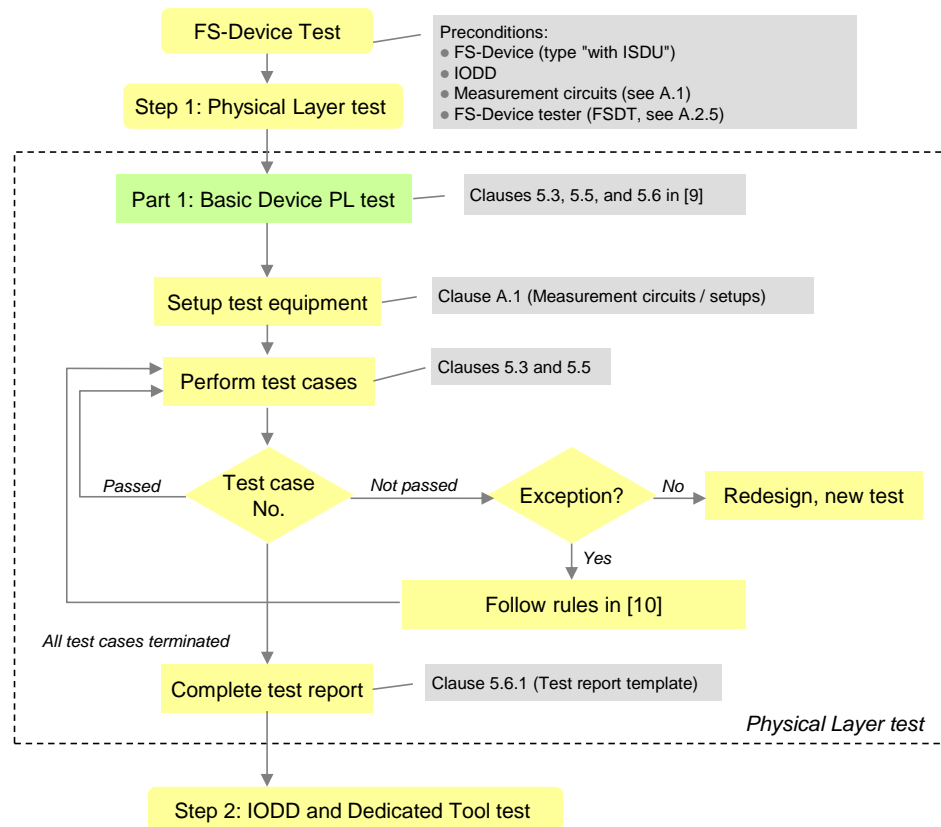 FS-Device Test
Preconditions:
● FS-Device (type "with ISDU")
● IODD
● Measurement circuits (see A.1)
● FS-Device tester (FSDT, see A.2.5)
Step 1: Physical Layer test
Part 1: Basic Device PL test
Clauses 5.3, 5.5, and 5.6 in [9]
Setup test equipment
Clause A.1 (Measurement circuits / setups)
Perform test cases
Clauses 5.3 and 5.5
Passed
Test case
No.
Not passed
Exception?
No
Redesign, new test
Yes
Follow rules in [10]
All test cases terminated
Complete test report
Clause 5.6.1 (Test report template)
Physical Layer test
Step 2: IODD and Dedicated Tool test